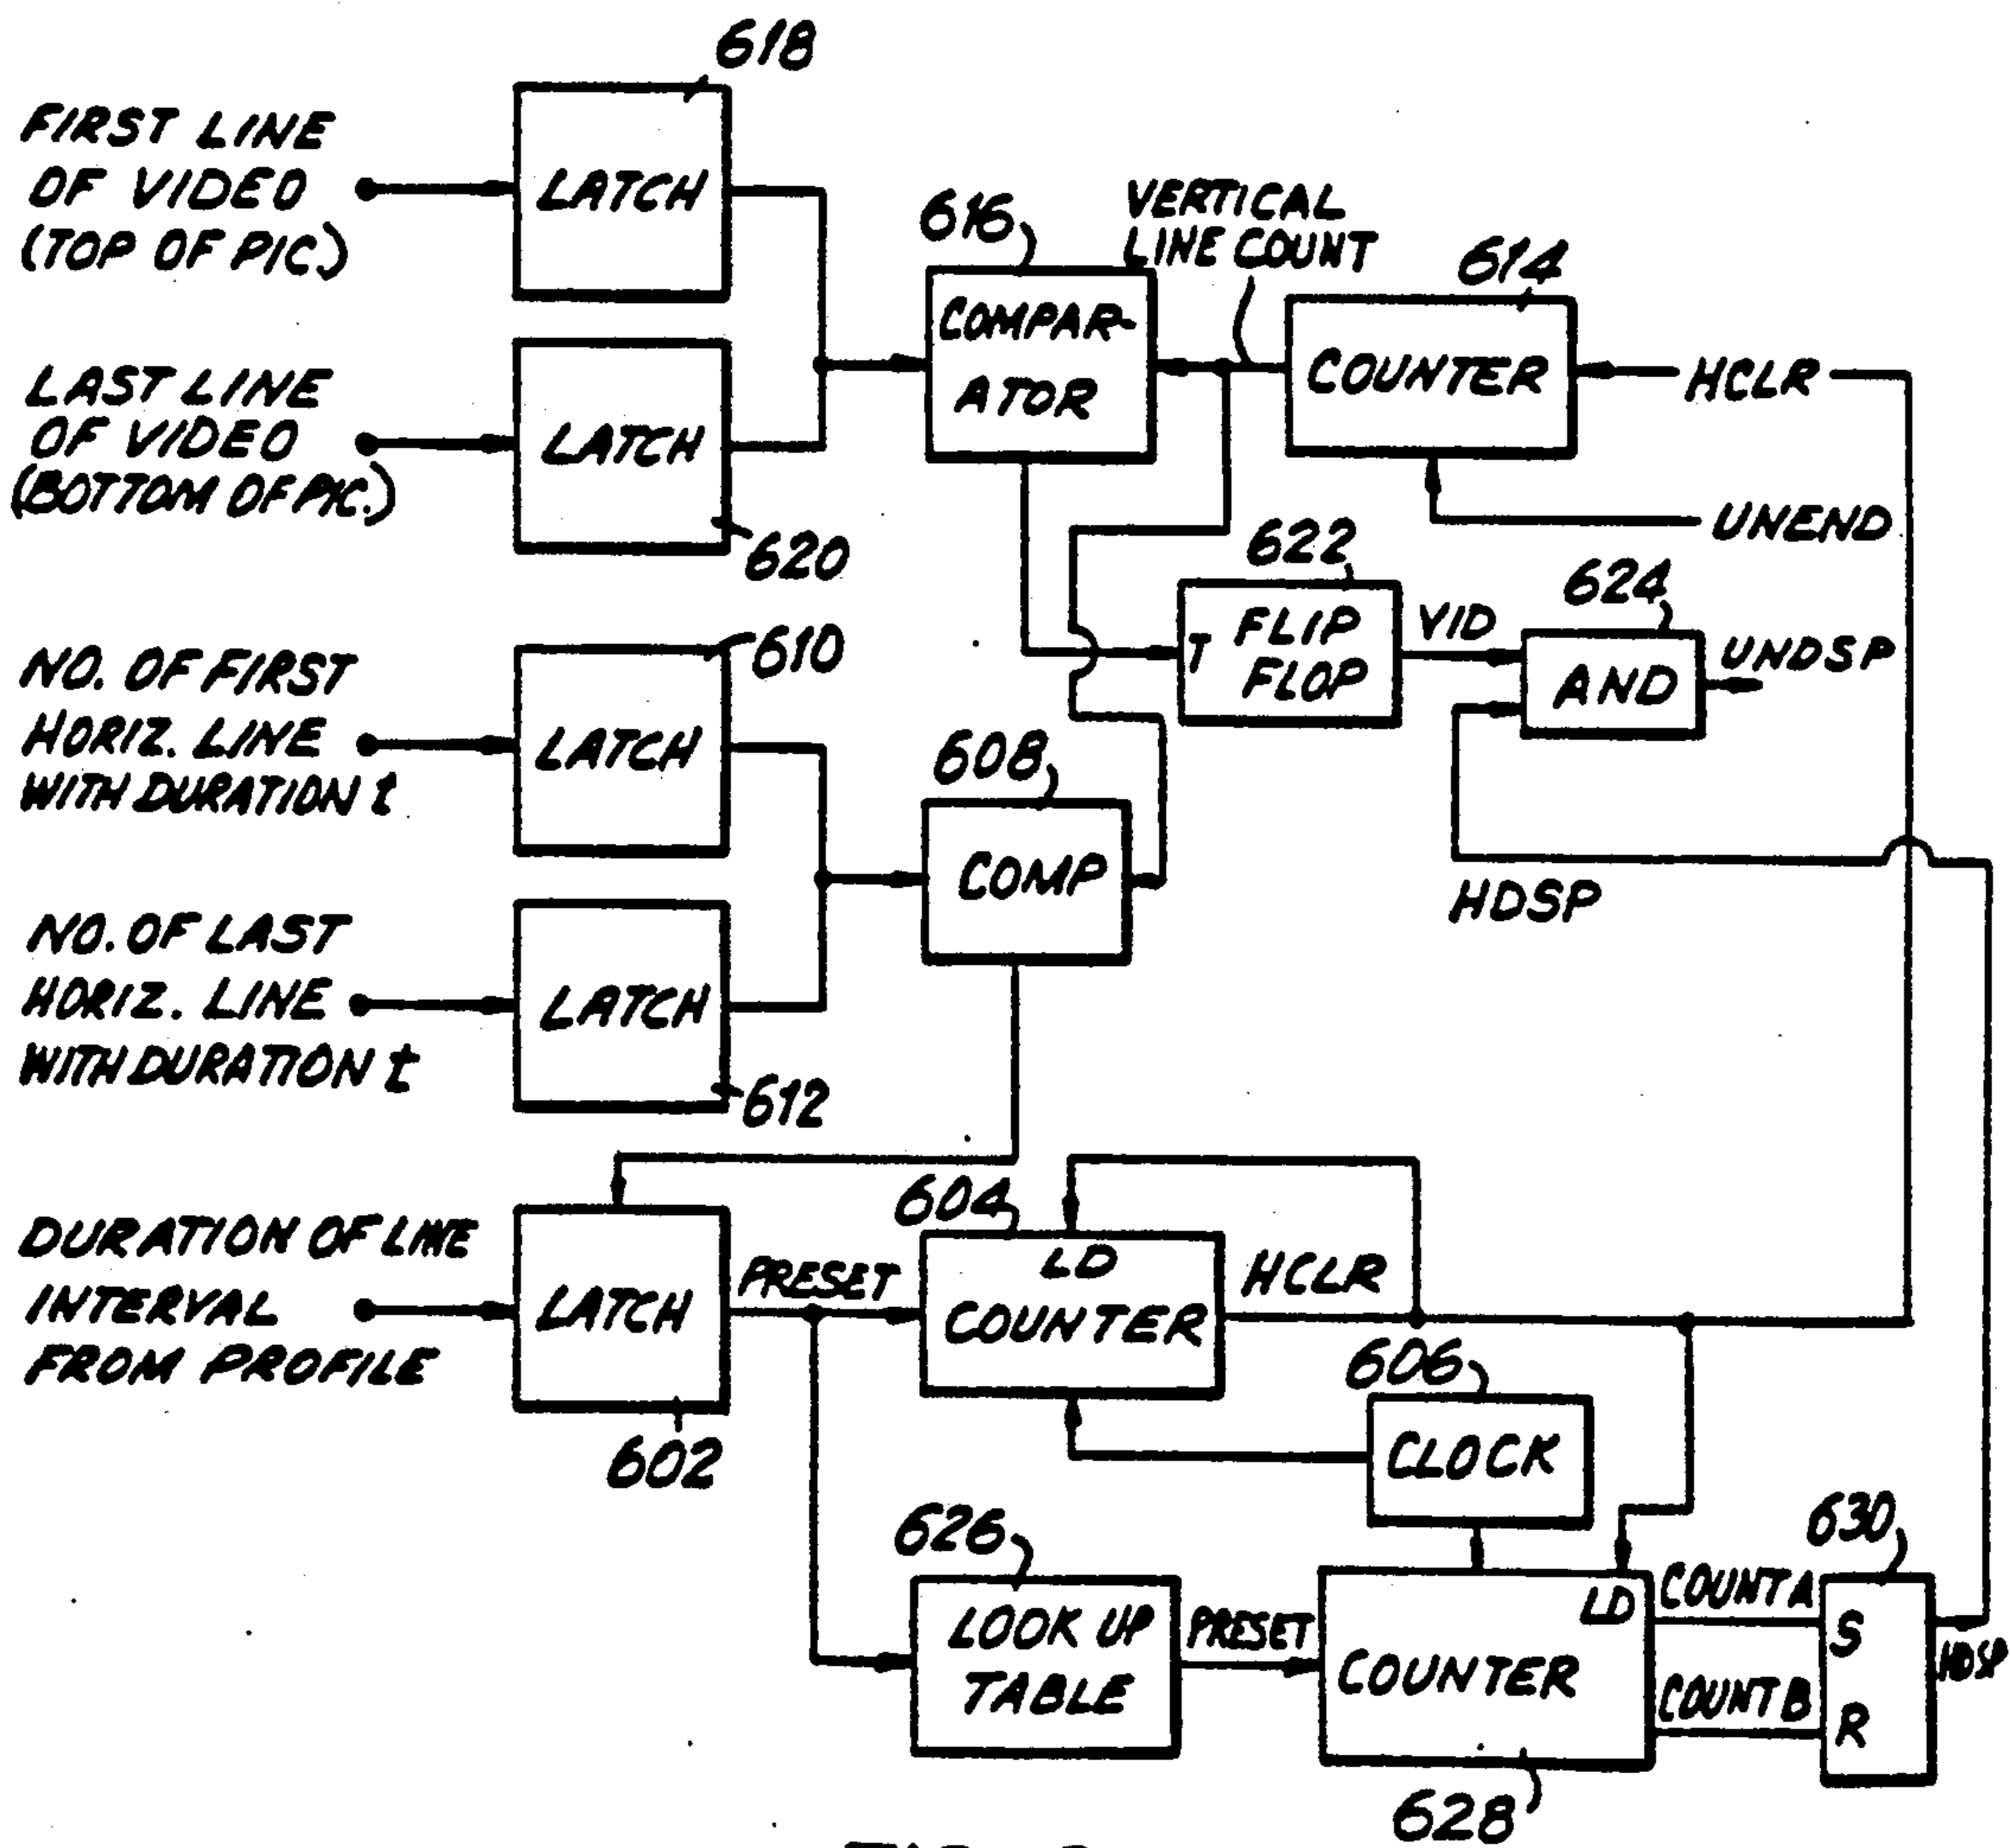 618
FIRST LINE
OF VIDEO
(TOP OF PIC.)
LATCH
616
VERTICAL
LINE COUNT
614
COMPAR-
ATOR
COUNTER
HCLR
LAST LINE
OF VIDEO
(BOTTOM OF PIC.)
LATCH
620
UNEND
622
T
FLIP
FLOP
VID
624
AND
UNDSP
610
NO. OF FIRST
HORIZ. LINE
WITH DURATION t
LATCH
608
COMP
HDSP
NO. OF LAST
HORIZ. LINE
WITH DURATION t
LATCH
612
604
DURATION OF LINE
INTERVAL
FROM PROFILE
LATCH
602
PRESET
LD
COUNTER
HCLR
606
CLOCK
626
LOOK UP
TABLE
PRESET
LD
COUNTER
628
COUNT A
COUNT B
630
S
R
HDSP